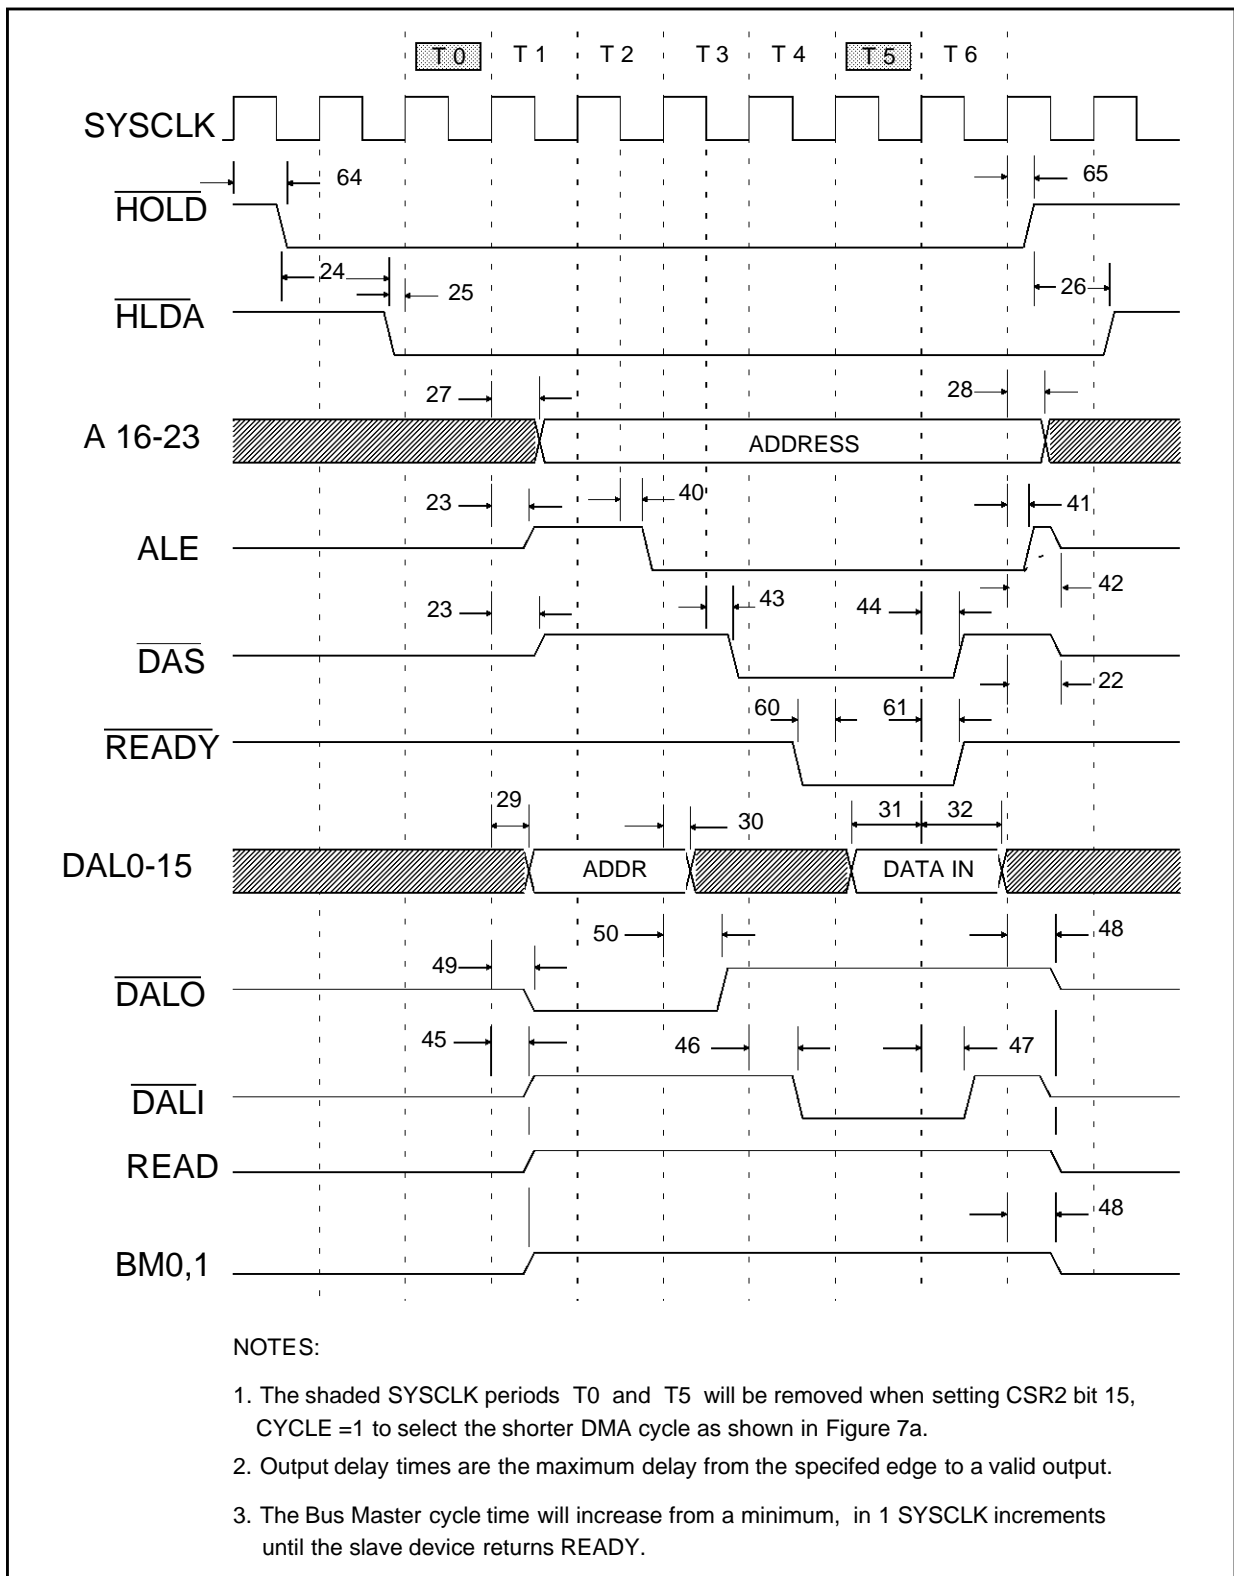 T 0 T 1 T 2 T 3 T 4 T 5 T 6
SYSCLK
64 65
HOLD
24 25 26
HLDA
27 28
A 16-23 ADDRESS
23 40 41
ALE
42
23 43 44
DAS
22
60 61
READY
29 30 31 32
DAL0-15 ADDR DATA IN
50 48
49
DALO
45 46 47
DALI
READ
48
BM0,1
NOTES:
1. The shaded SYSCLK periods T0 and T5 will be removed when setting CSR2 bit 15,
CYCLE =1 to select the shorter DMA cycle as shown in Figure 7a.
2. Output delay times are the maximum delay from the specifed edge to a valid output.
3. The Bus Master cycle time will increase from a minimum, in 1 SYSCLK increments
until the slave device returns READY.